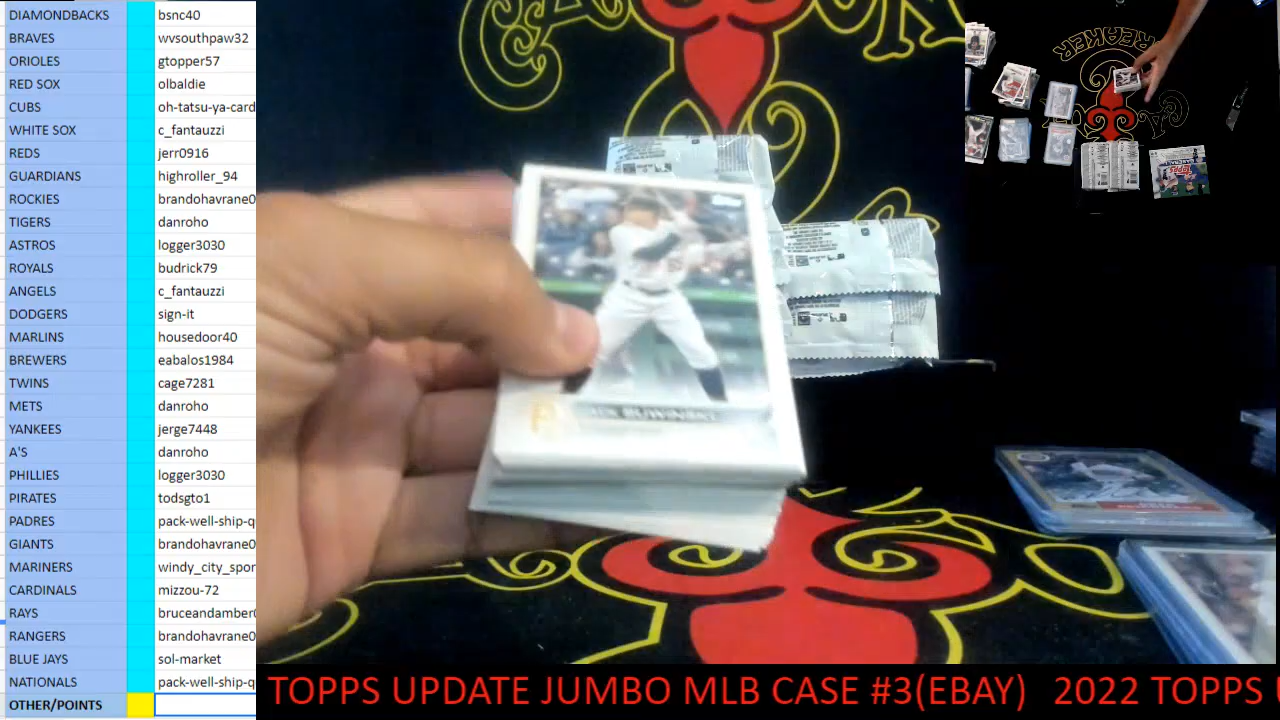 DIAMONDBACKS bsnc40
BRAVES wvsouthpaw32
ORIOLES gtopper57
RED SOX olbaldie
CUBS oh-tatsu-ya-card
WHITE SOX c_fantauzzi
REDS jerr0916
GUARDIANS highroller_94
ROCKIES brandohavrane0
TIGERS danroho
ASTROS logger3030
ROYALS budrick79
ANGELS c_fantauzzi
DODGERS sign-it
MARLINS housedoor40
BREWERS eabalos1984
TWINS cage7281
METS danroho
YANKEES jerge7448
A'S danroho
PHILLIES logger3030
PIRATES todsgto1
PADRES pack-well-ship-q
GIANTS brandohavrane0
MARINERS windy_city_spor
CARDINALS mizzou-72
RAYS bruceandamber
RANGERS brandohavrane0
BLUE JAYS sol-market
NATIONALS pack-well-ship-q
OTHER/POINTS
REAKER
TOPPS UPDATE JUMBO MLB CASE #3(EBAY) 2022 TOPPS